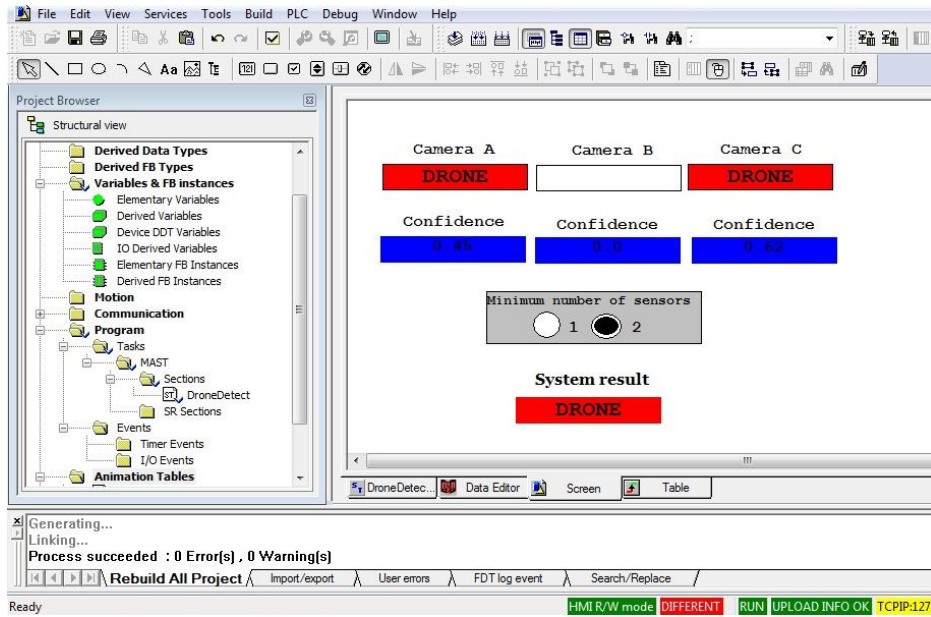 File Edit View Services Tools Build PLC Debug Window Help
Project Browser
Structural view
Derived Data Types
Derived FB Types
Variables & FB instances
Elementary Variables
Derived Variables
Device DDT Variables
IO Derived Variables
Elementary FB Instances
Derived FB Instances
Motion
Communication
Program
Tasks
MAST
Sections
DroneDetect
SR Sections
Events
Timer Events
I/O Events
Animation Tables
Camera A Camera B Camera C
DRONE DRONE
Confidence Confidence Confidence
0.45 0.0 0.62
Minimum number of sensors
1 2
System result
DRONE
DroneDetec... Data Editor Screen Table
Generating...
Linking...
Process succeeded : 0 Error(s) , 0 Warning(s)
Rebuild All Project Import/export User errors FDT log event Search/Replace
Ready HMI R/W mode DIFFERENT RUN UPLOAD INFO OK TCPIP:127